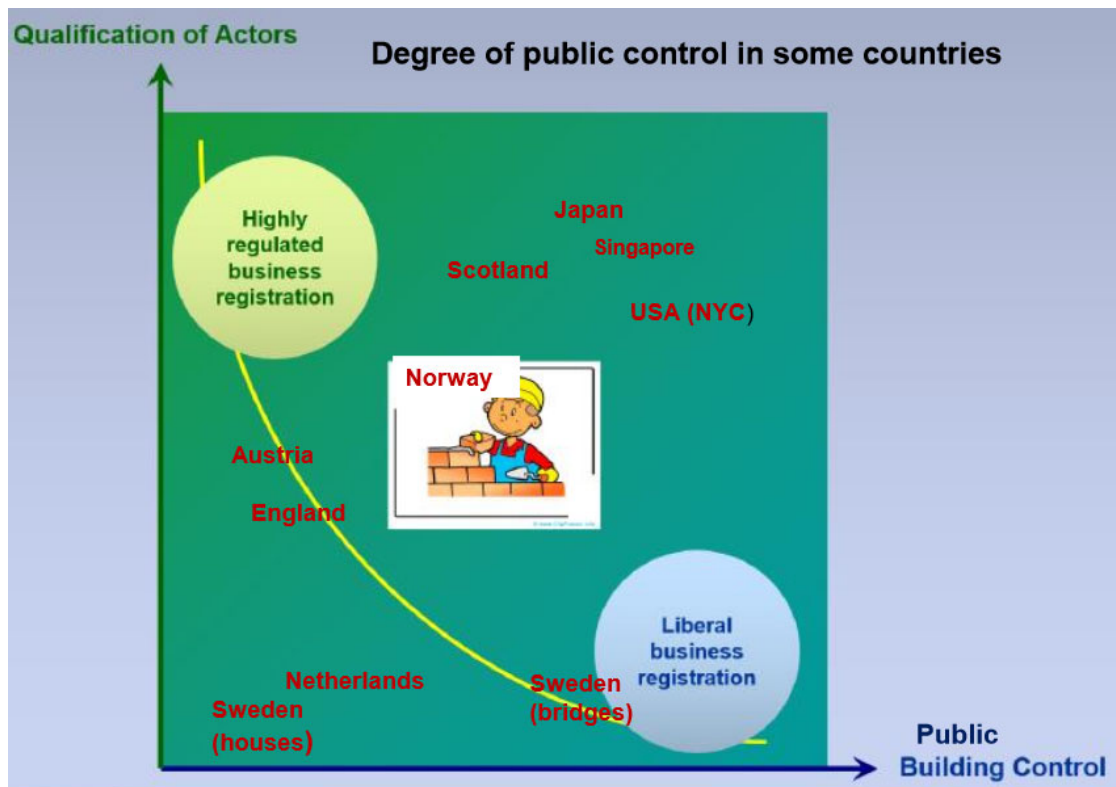 Qualification of Actors
Degree of public control in some countries
Highly
regulated
business
registration
Japan
Singapore
Scotland
USA (NYC)
Norway
Austria
England
Liberal
business
registration
Netherlands
Sweden
(houses)
Sweden
(bridges)
Public
Building Control